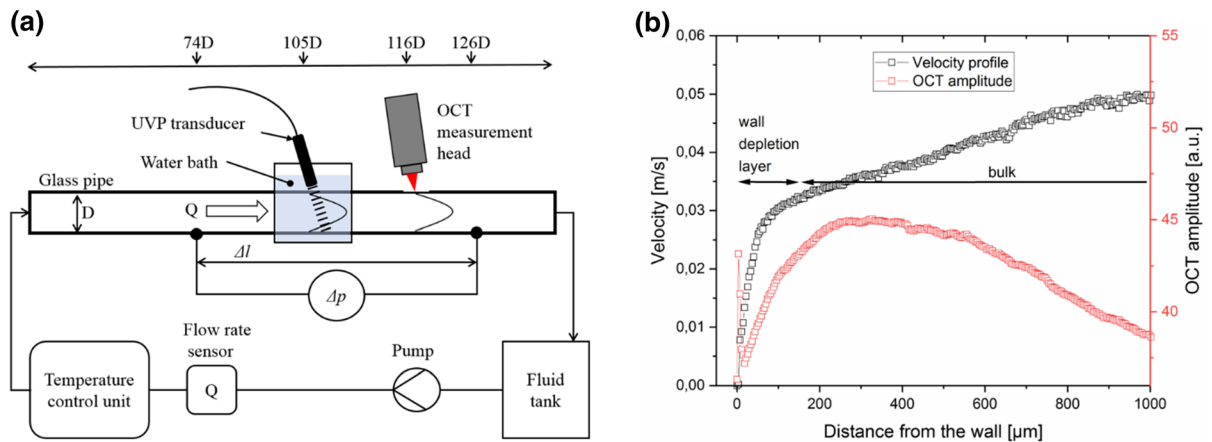 (a)
74D 105D 116D 126D
UVP transducer
OCT
measurement
head
Water bath
Glass pipe
D
Q
Δl
Δp
Flow rate
sensor
Pump
Temperature
control unit
Q
Fluid
tank
(b)
Velocity profile
OCT amplitude
wall
depletion
layer
bulk
Velocity [m/s]
0,06
0,05
0,04
0,03
0,02
0,01
0,00
OCT amplitude [a.u.]
55
50
45
40
35
0 200 400 600 800 1000
Distance from the wall [µm]